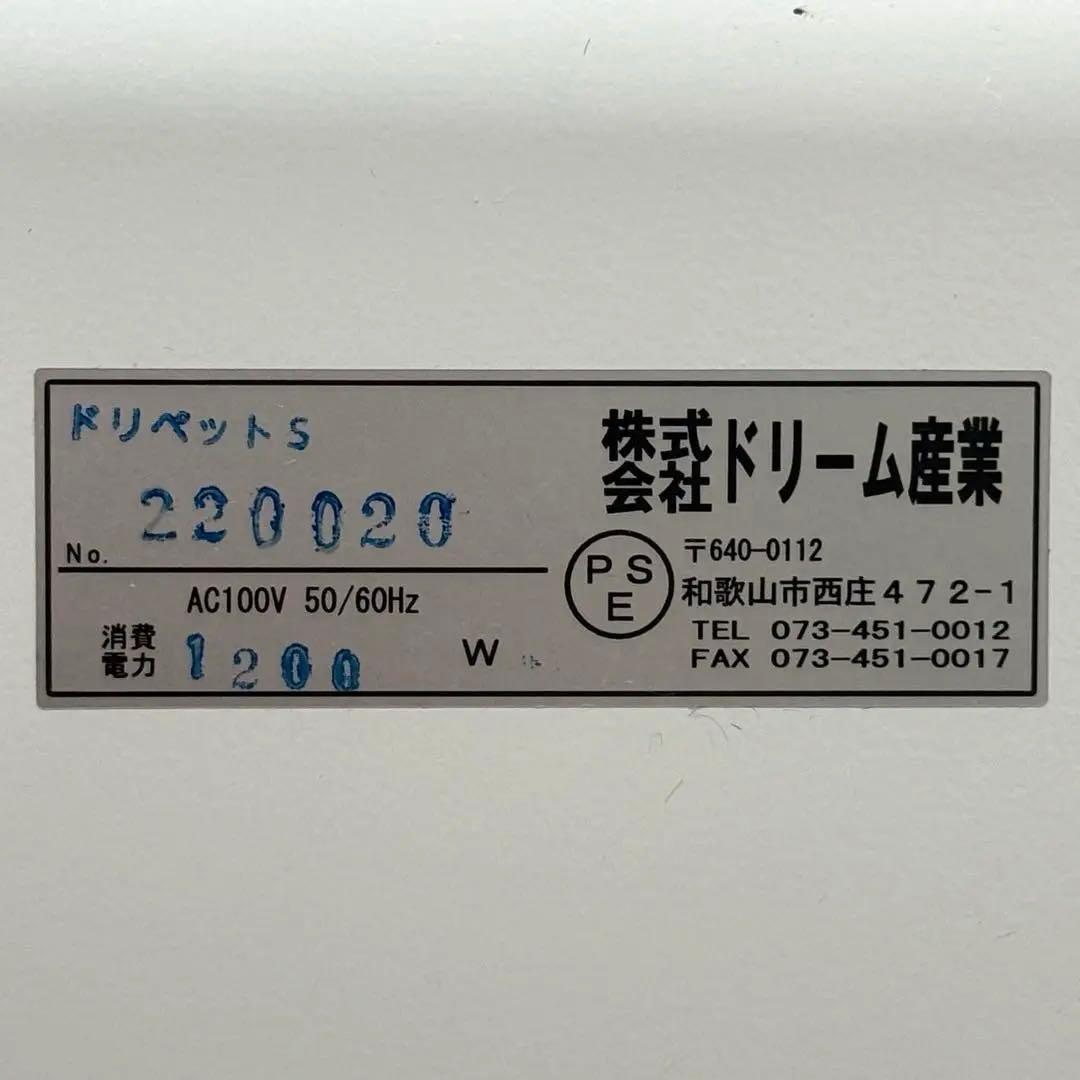 ドリペットS
No. 220020
AC100V 50/60Hz
消費電力 1200 W
株式会社ドリーム産業
PSE
〒640-0112
和歌山市西庄472-1
TEL 073-451-0012
FAX 073-451-0017